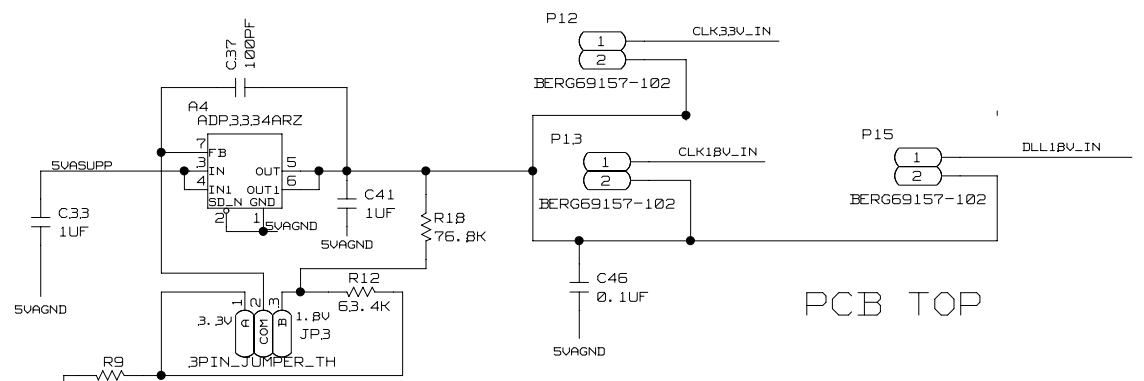 P12
CLK3.3V_IN
1
2
BERG69157-102
C37
100PF
A4
ADP3334ARZ
7
FB
5VASUPP
3
IN
OUT
5
4
IN1
OUT1
6
SD_N
GND
2
1
5VAGND
C33
1UF
5VAGND
C41
1UF
5VAGND
R18
76.8K
P13
CLK1.8V_IN
1
2
BERG69157-102
P15
DLL1.8V_IN
1
2
BERG69157-102
C46
0.1UF
5VAGND
PCB TOP
R12
63.4K
1
2
3
3.3V
A
COM
B
1.8V
JP3
3PIN_JUMPER_TH
R9